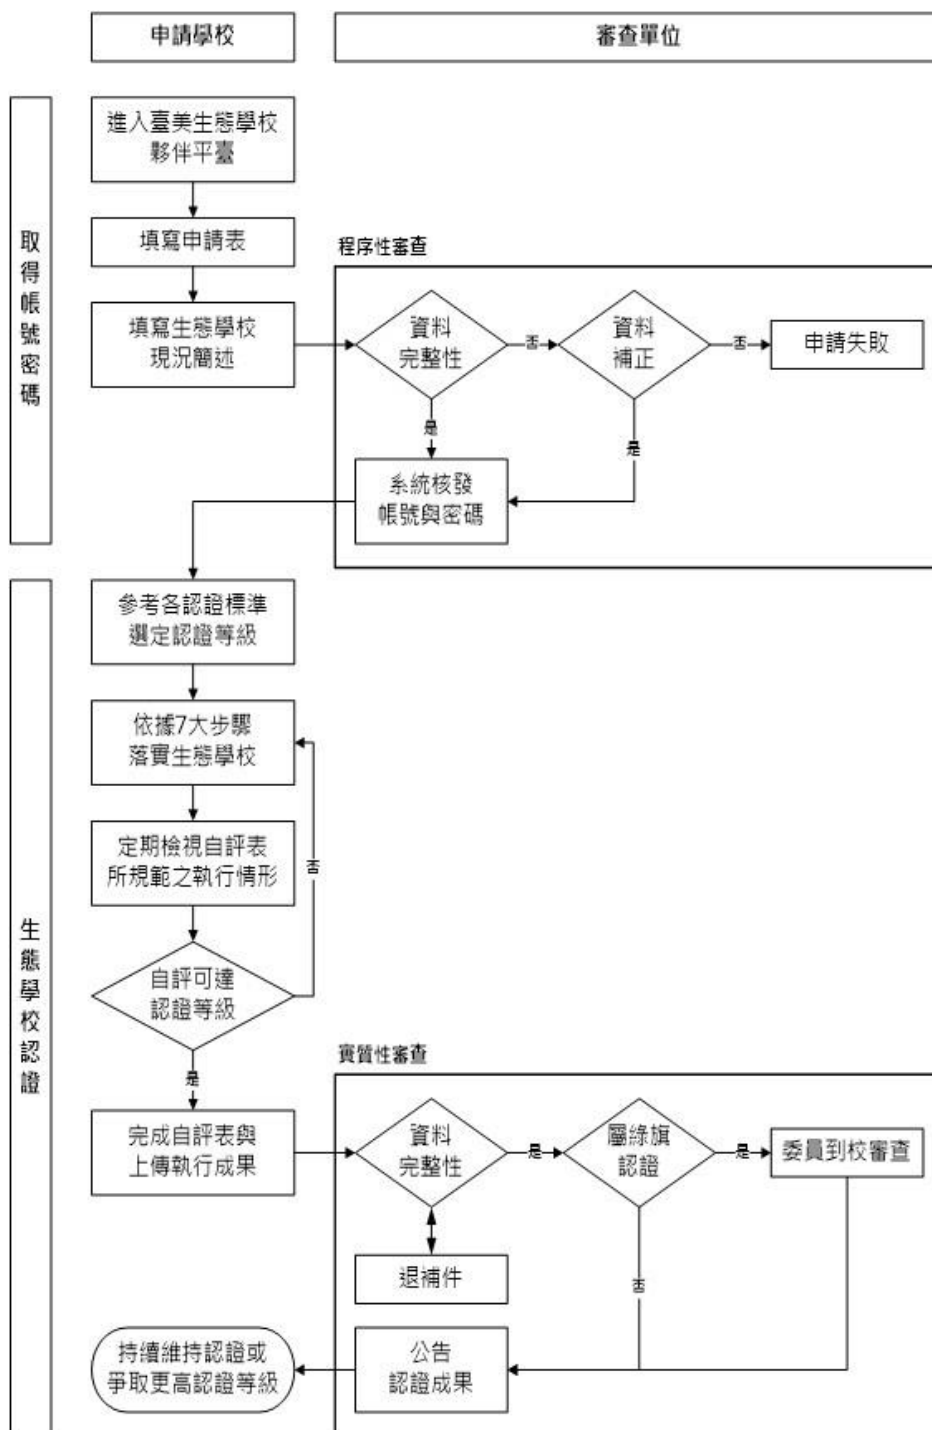 申請學校
審查單位
取得帳號密碼
進入臺美生態學校
夥伴平臺
填寫申請表
程序性審查
填寫生態學校
現況簡述
資料
完整性
否
資料
補正
否
申請失敗
是
是
系統核發
帳號與密碼
生態學校認證
參考各認證標準
選定認證等級
依據7大步驟
落實生態學校
定期檢視自評表
所規範之執行情形
否
自評可達
認證等級
是
實質性審查
完成自評表與
上傳執行成果
資料
完整性
是
屬綠旗
認證
是
委員到校審查
退補件
否
持續維持認證或
爭取更高認證等級
公告
認證成果